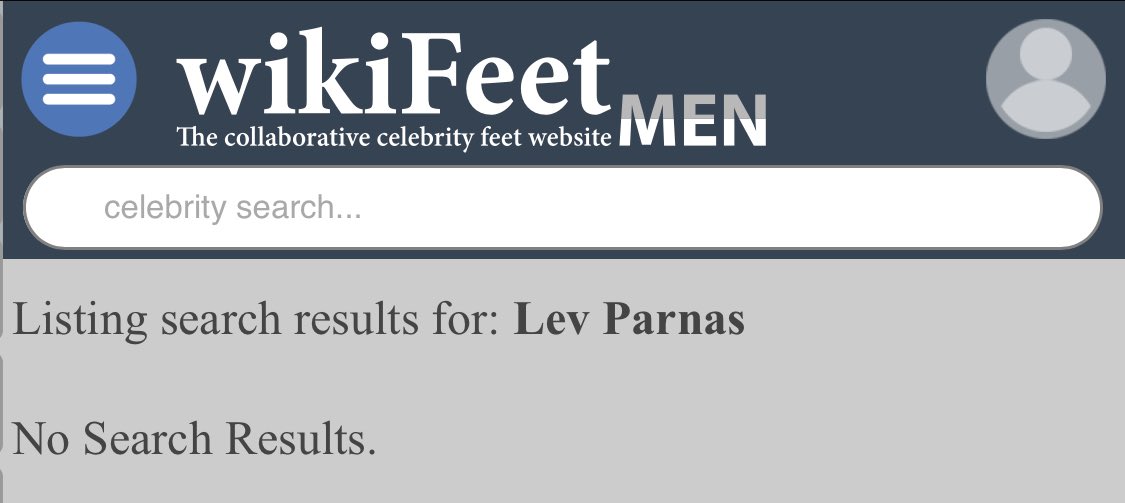 wikiFeet MEN
The collaborative celebrity feet website
celebrity search...
Listing search results for: Lev Parnas
No Search Results.